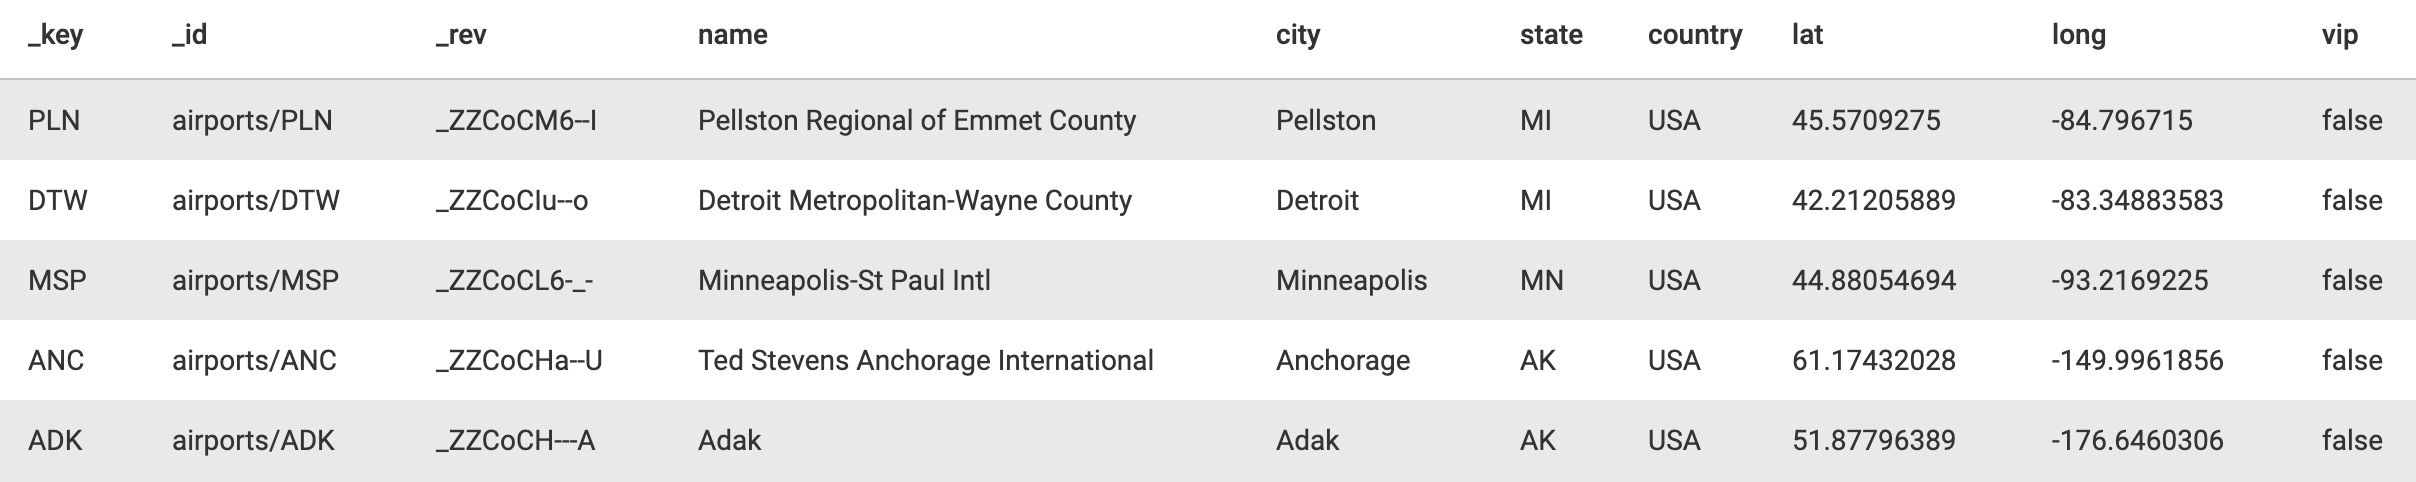 _key _id _rev name city state country lat long vip
PLN airports/PLN _ZZCoCM6--I Pellston Regional of Emmet County Pellston MI USA 45.5709275 -84.796715 false
DTW airports/DTW _ZZCoCIu--o Detroit Metropolitan-Wayne County Detroit MI USA 42.21205889 -83.34883583 false
MSP airports/MSP _ZZCoCL6-_- Minneapolis-St Paul Intl Minneapolis MN USA 44.88054694 -93.2169225 false
ANC airports/ANC _ZZCoCHa--U Ted Stevens Anchorage International Anchorage AK USA 61.17432028 -149.9961856 false
ADK airports/ADK _ZZCoCH---A Adak Adak AK USA 51.87796389 -176.6460306 false